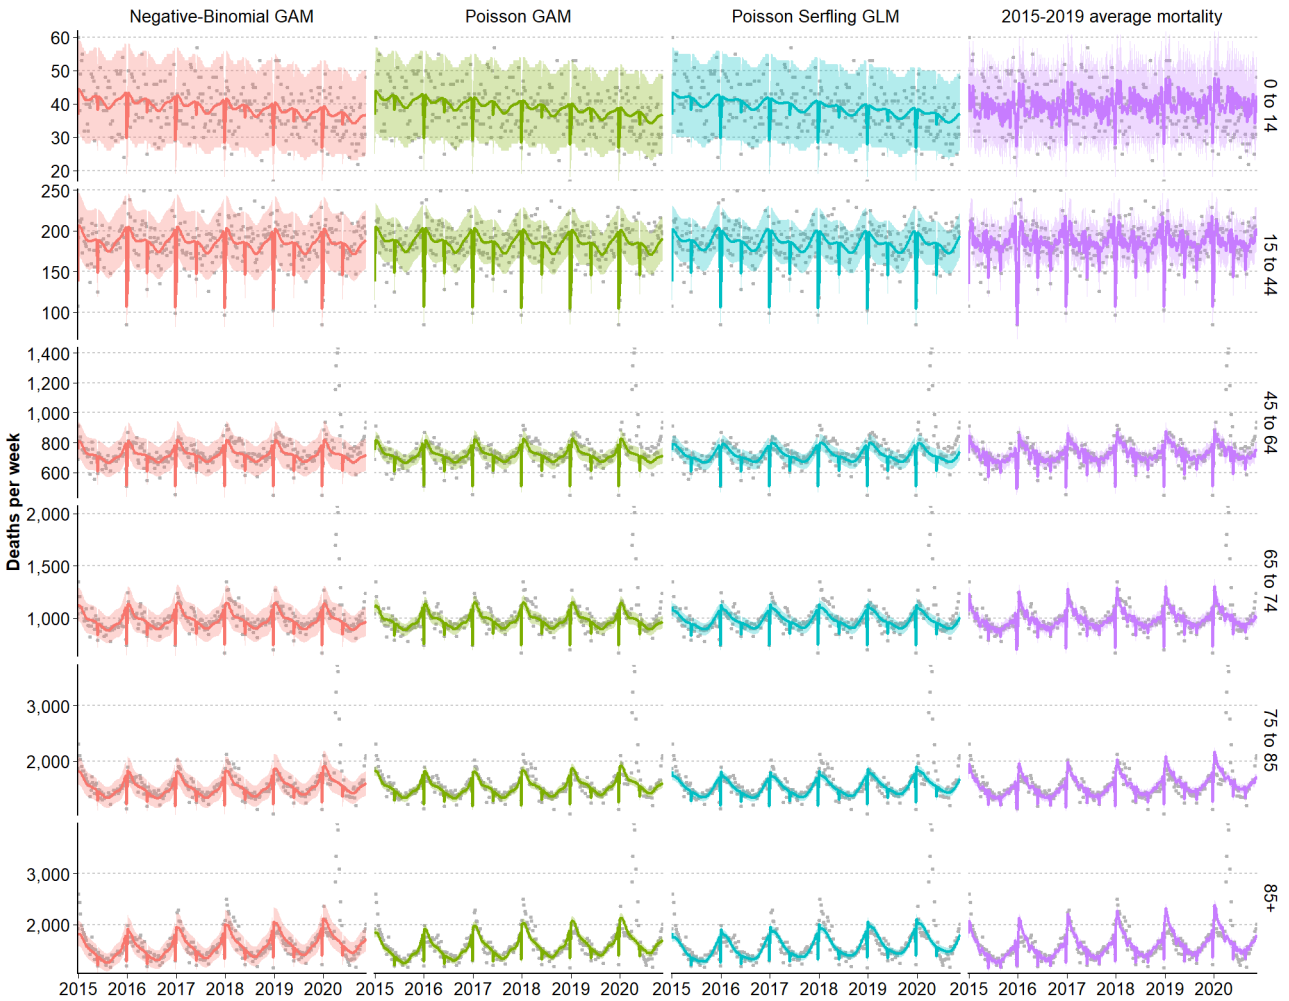 Negative-Binomial GAM
Poisson GAM
Poisson Serfling GLM
2015-2019 average mortality
Deaths per week
60
50
40
30
20
0 to 14
250
200
150
100
15 to 44
1,400
1,200
1,000
800
600
45 to 64
2,000
1,500
1,000
65 to 74
3,000
2,000
75 to 85
3,000
2,000
85+
2015 2016 2017 2018 2019 2020 2015 2016 2017 2018 2019 2020 2015 2016 2017 2018 2019 2020 2015 2016 2017 2018 2019 2020